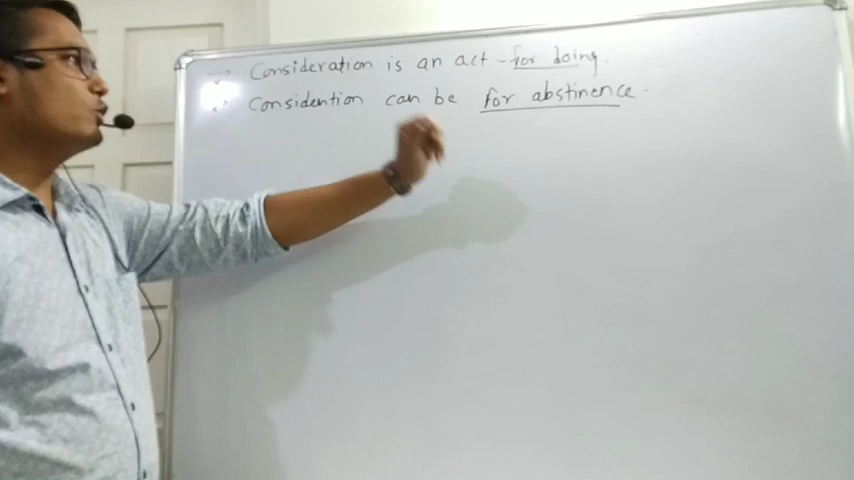 Consideration is an act - for doing.
Considention can be for abstinence.